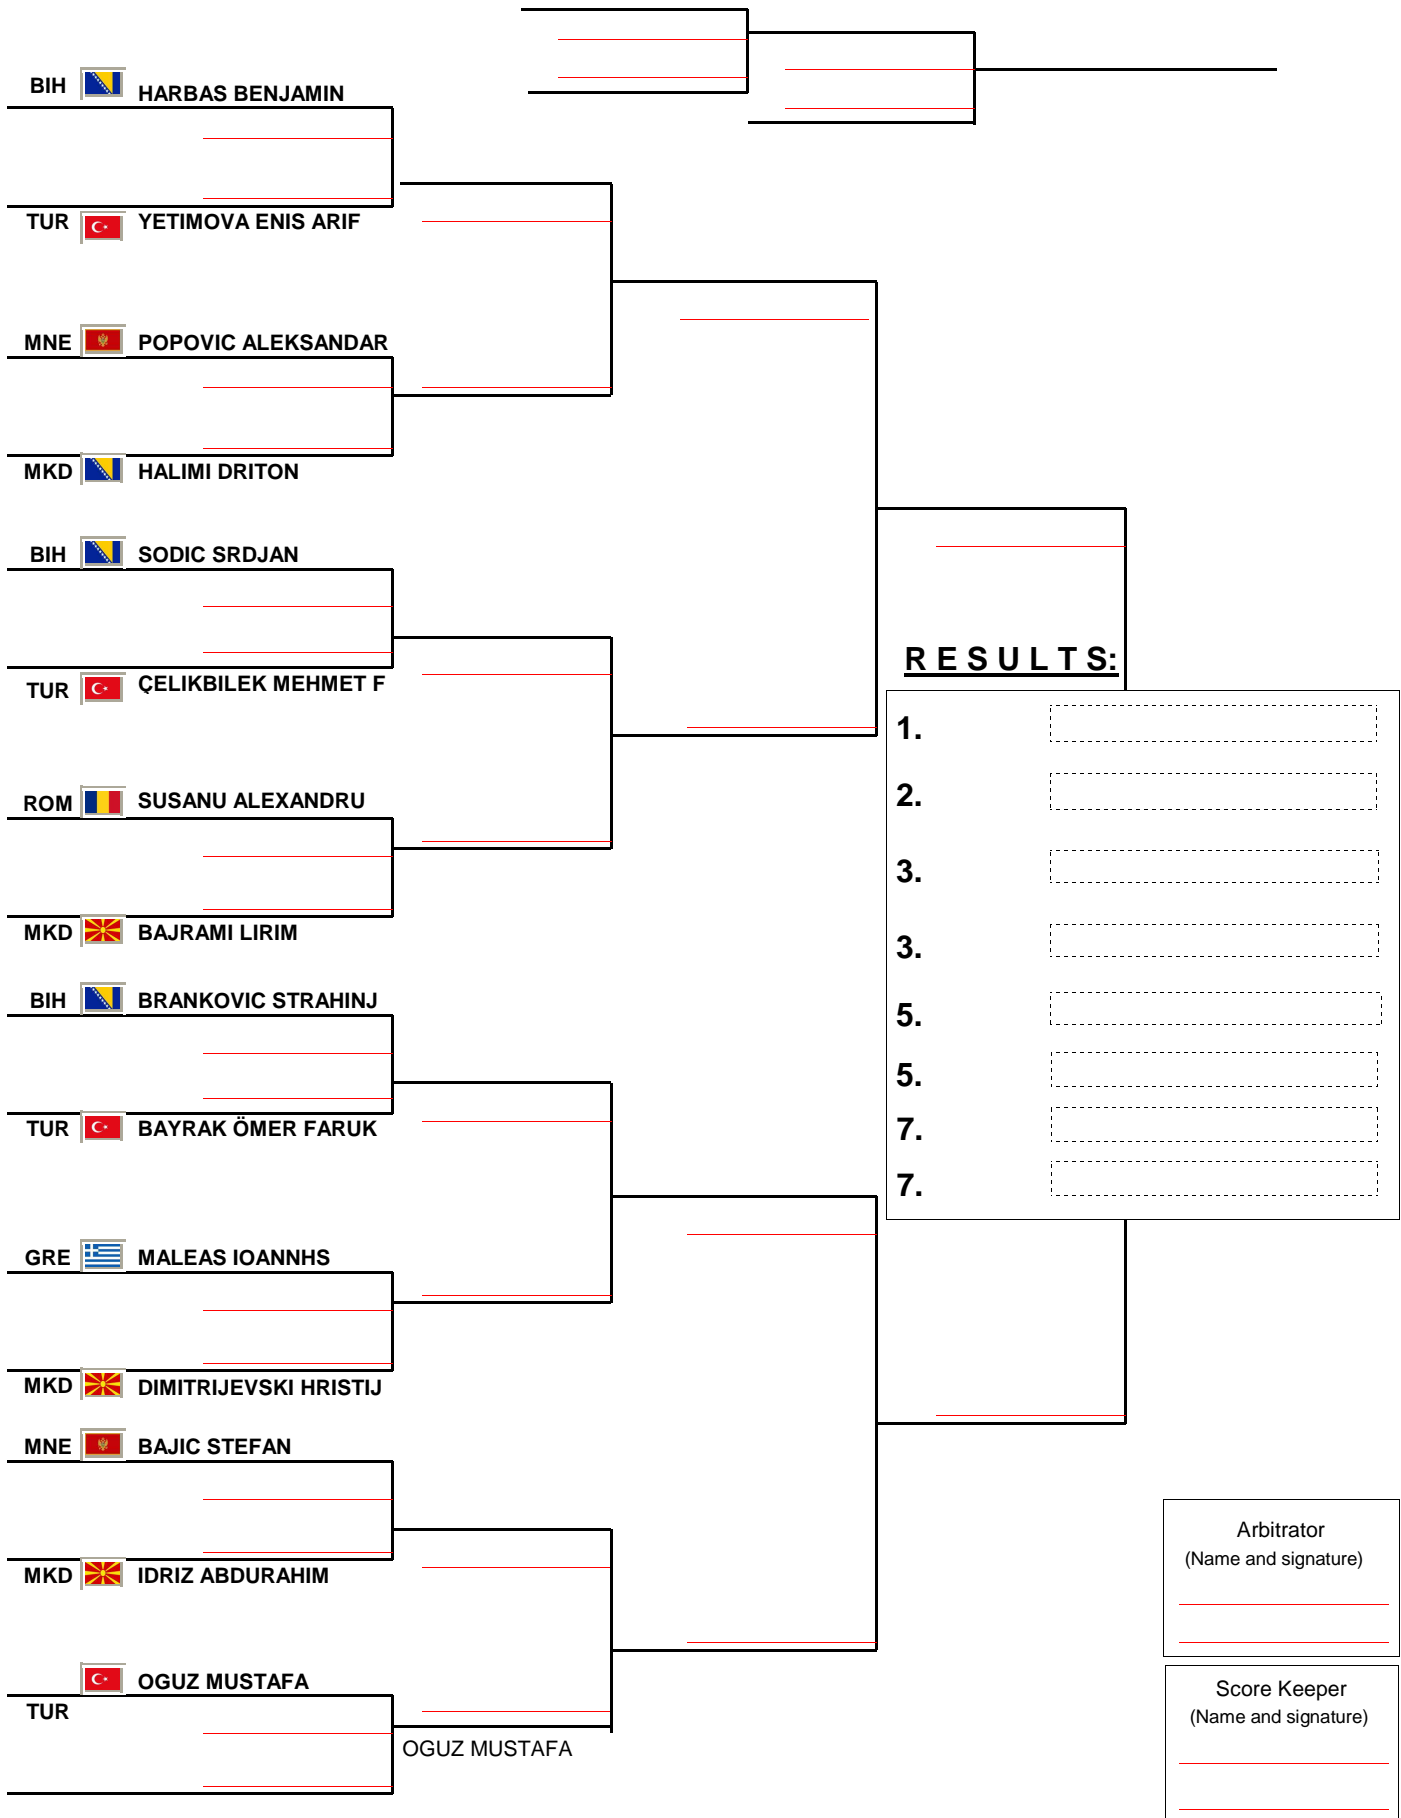 BIH HARBAS BENJAMIN
TUR YETIMOVA ENIS ARIF
MNE POPOVIC ALEKSANDAR
MKD HALIMI DRITON
BIH SODIC SRDJAN
TUR ÇELIKBILEK MEHMET F
ROM SUSANU ALEXANDRU
MKD BAJRAMI LIRIM
BIH BRANKOVIC STRAHINJ
TUR BAYRAK ÖMER FARUK
GRE MALEAS IOANNHS
MKD DIMITRIJEVSKI HRISTIJ
MNE BAJIC STEFAN
MKD IDRIZ ABDURAHIM
OGUZ MUSTAFA
TUR
OGUZ MUSTAFA
R E S U L T S:
1.
2.
3.
3.
5.
5.
7.
7.
Arbitrator
(Name and signature)
Score Keeper
(Name and signature)